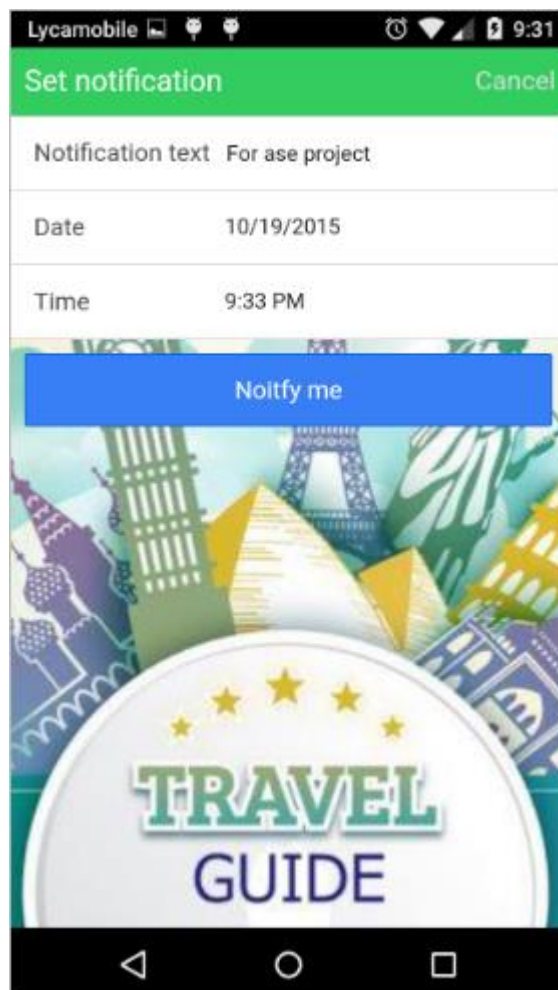 Lycamobile 9:31
Set notification Cancel
Notification text For ase project
Date 10/19/2015
Time 9:33 PM
Noitfy me
TRAVEL
GUIDE